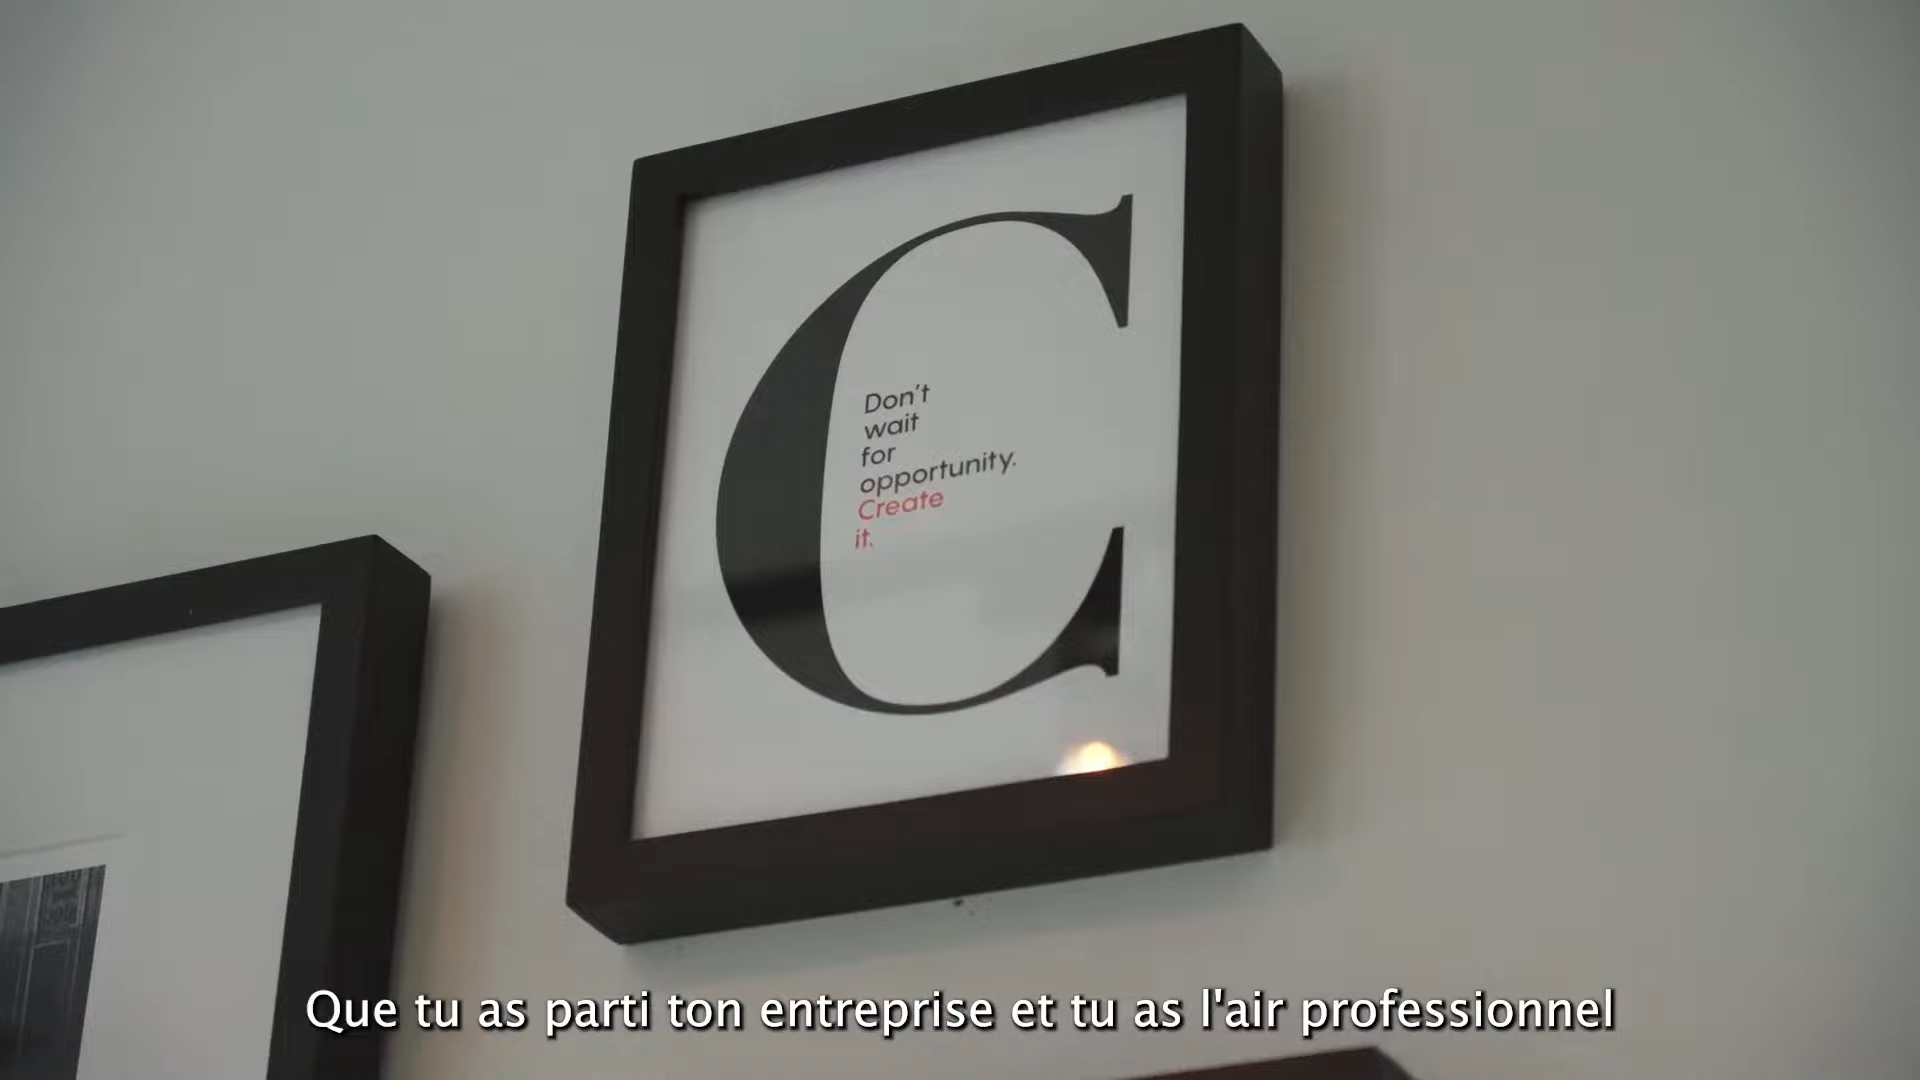 C
Don't
wait
for
opportunity.
Create
it.
Que tu as parti ton entreprise et tu as l'air professionnel